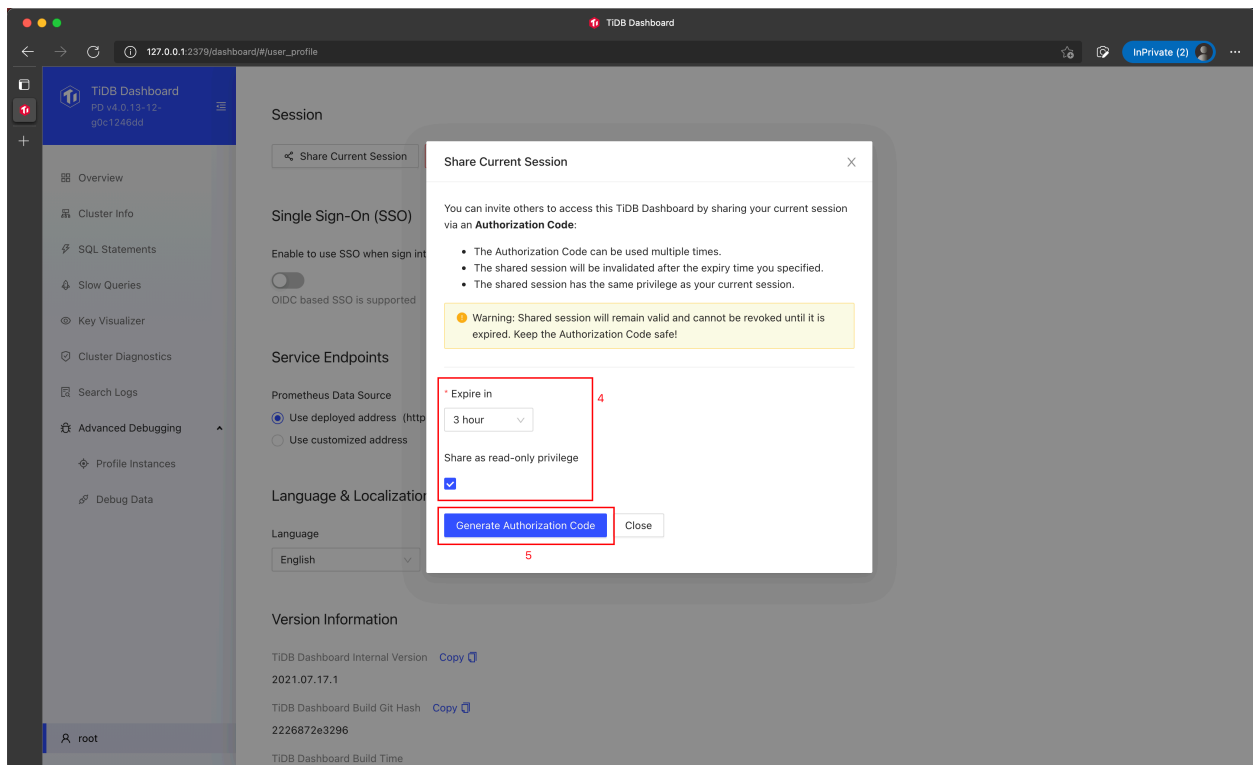 TiDB Dashboard
127.0.0.1:2379/dashboard/#/user_profile
InPrivate (2)
TiDB Dashboard
PD v4.0.13-12-
g0c1246dd
Overview
Cluster Info
SQL Statements
Slow Queries
Key Visualizer
Cluster Diagnostics
Search Logs
Advanced Debugging
Profile Instances
Debug Data
root
Session
Share Current Session
Single Sign-On (SSO)
Enable to use SSO when sign int
OIDC based SSO is supported
Service Endpoints
Prometheus Data Source
Use deployed address (http
Use customized address
Language & Localization
Language
English
Version Information
TiDB Dashboard Internal Version Copy
2021.07.17.1
TiDB Dashboard Build Git Hash Copy
2226872e3296
TiDB Dashboard Build Time
Share Current Session
You can invite others to access this TiDB Dashboard by sharing your current session
via an Authorization Code:
• The Authorization Code can be used multiple times.
• The shared session will be invalidated after the expiry time you specified.
• The shared session has the same privilege as your current session.
Warning: Shared session will remain valid and cannot be revoked until it is
expired. Keep the Authorization Code safe!
* Expire in
4
3 hour
Share as read-only privilege
Generate Authorization Code
Close
5